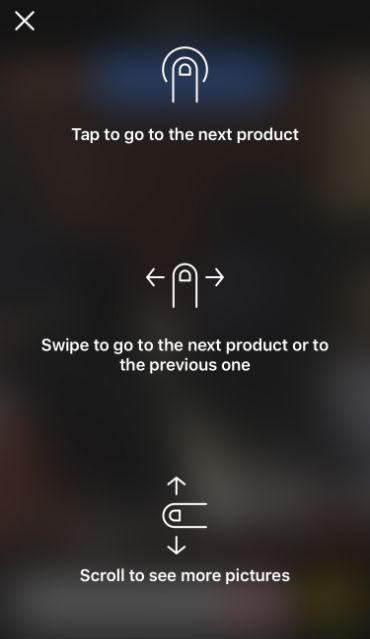 Tap to go to the next product
Swipe to go to the next product or to
the previous one
Scroll to see more pictures